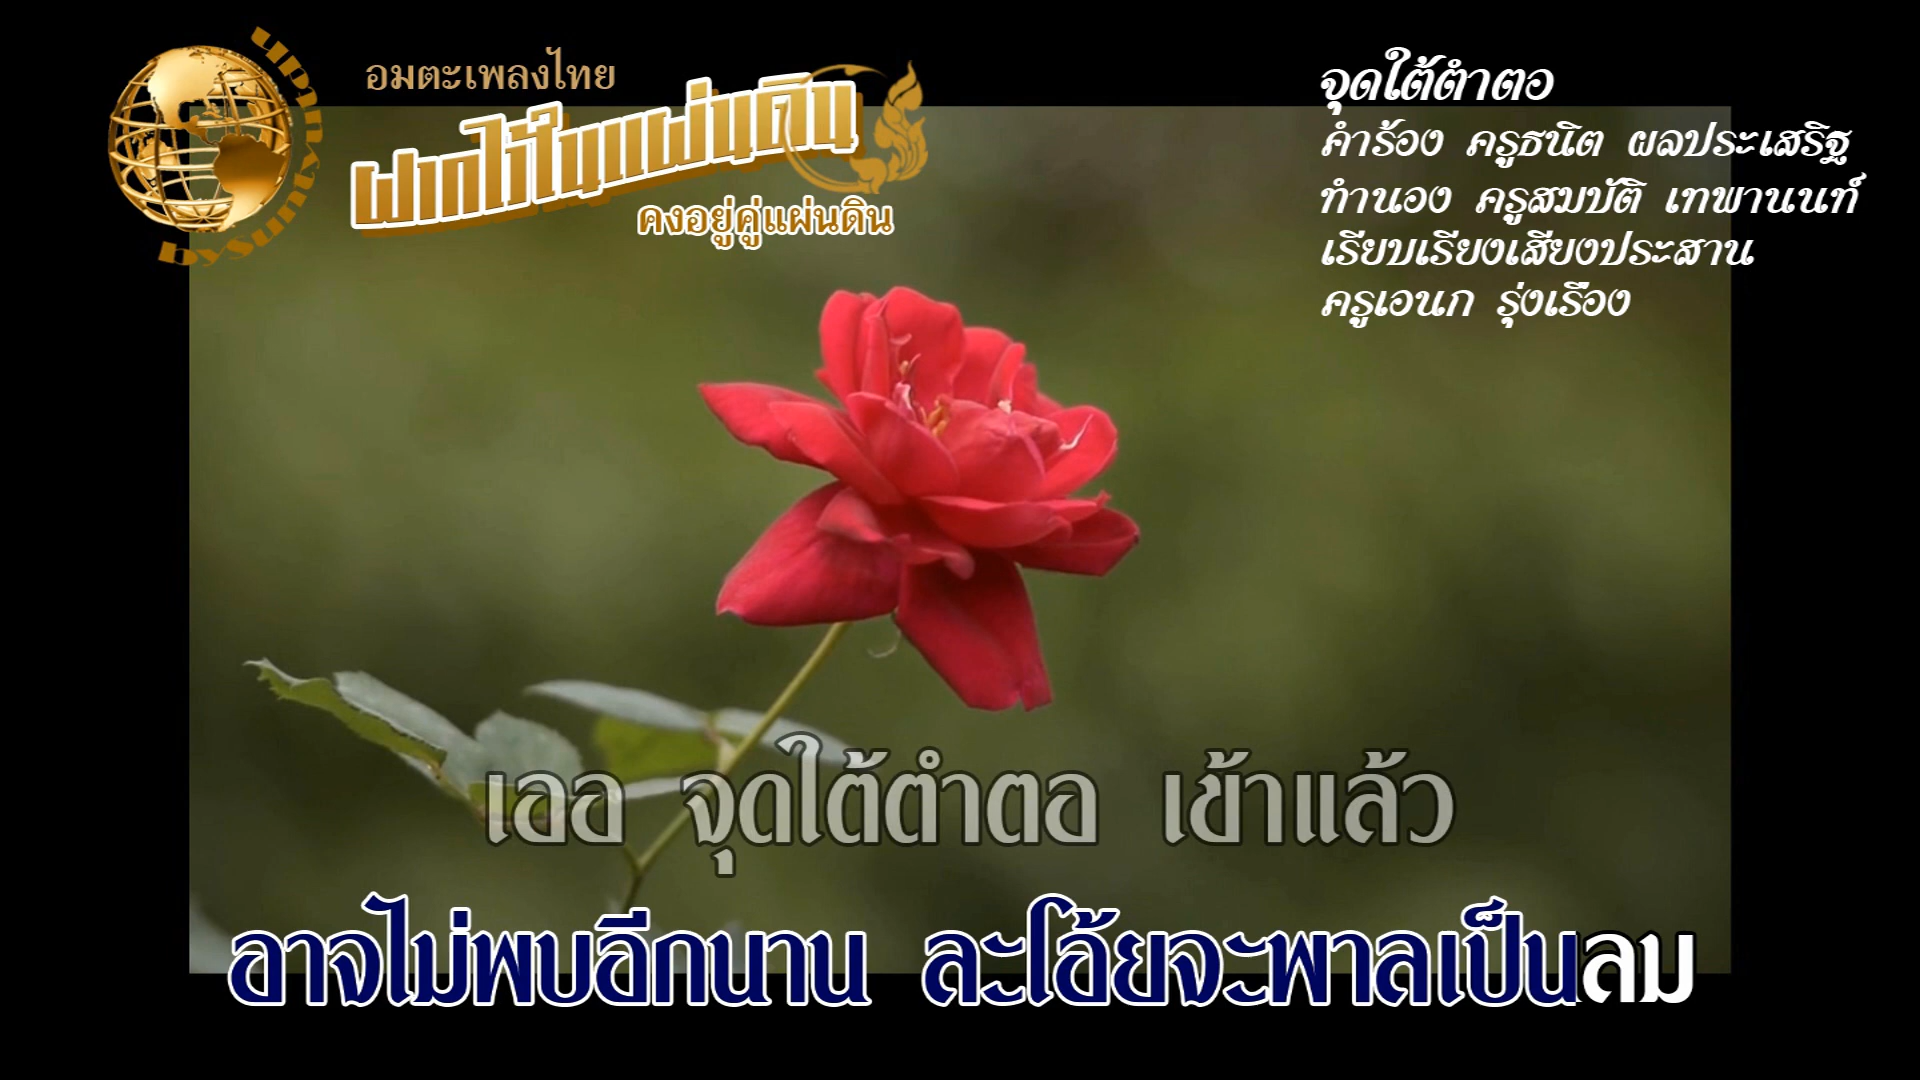 อมตะเพลงไทย
ฝากไว้ในแผ่นดิน
คงอยู่คู่แผ่นดิน
จุดใต้ตำตอ
คำร้อง ครูธนิต ผลประเสริฐ
ทำนอง ครูสมบัติ เทพานนท์
เรียบเรียงเสียงประสาน
ครูเอนก รุ่งเรือง
เออ จุดใต้ตำตอ เข้าแล้ว
อาจไม่พบอีกนาน ละโอ้ยจะพาลเป็นลม